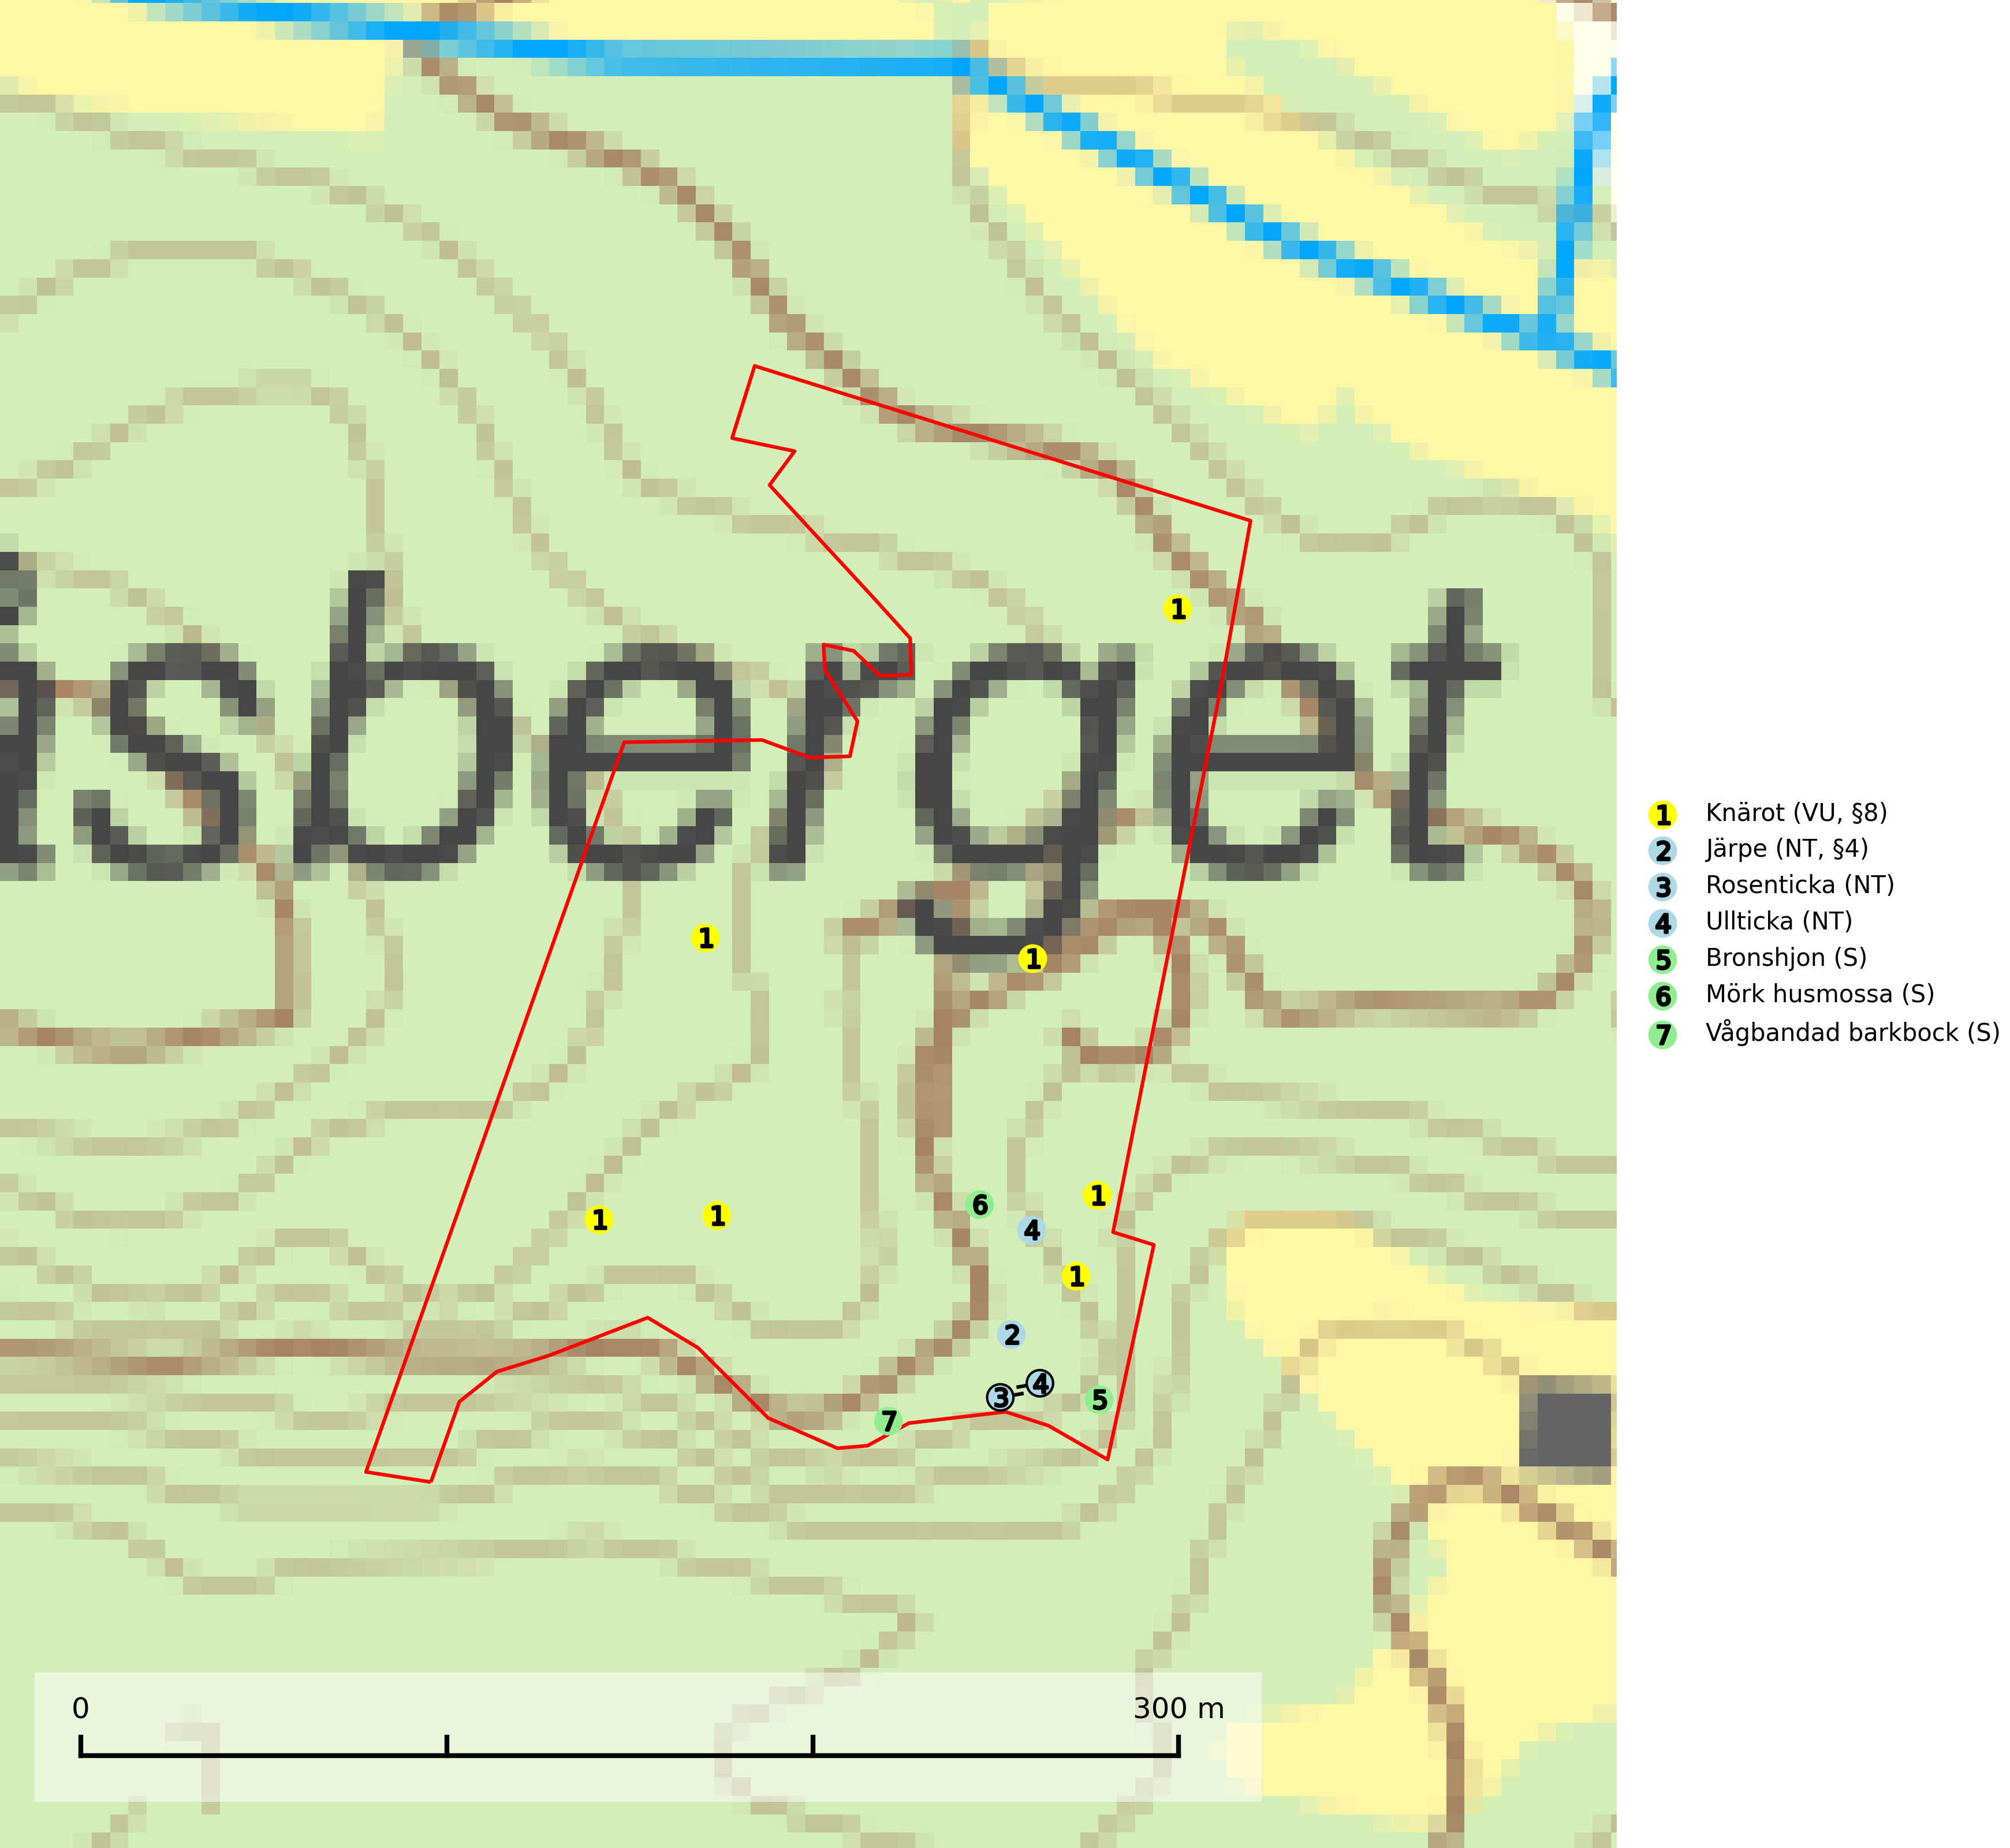 sberget
1
1
1
1
1
6
1
4
1
2
4
3
5
7
1 Knärot (VU, §8)
2 Järpe (NT, §4)
3 Rosenticka (NT)
4 Ullticka (NT)
5 Bronshjon (S)
6 Mörk husmossa (S)
7 Vågbandad barkbock (S)
0 300 m